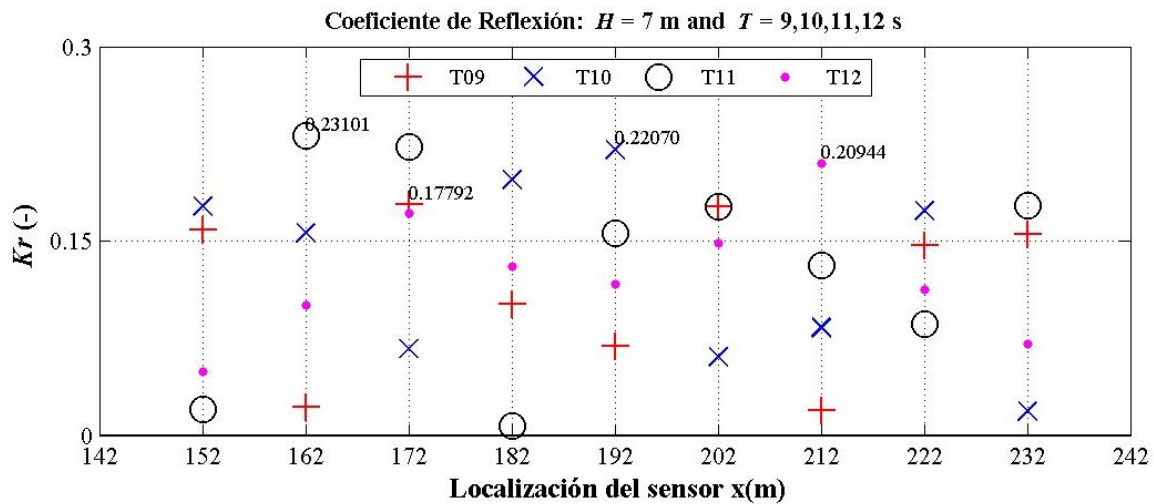 Coeficiente de Reflexión: H = 7 m and T = 9,10,11,12 s
0.3
T09 T10 T11 T12
0.23101
0.22070
0.20944
0.17792
Kr (-)
0.15
0
142 152 162 172 182 192 202 212 222 232 242
Localización del sensor x(m)